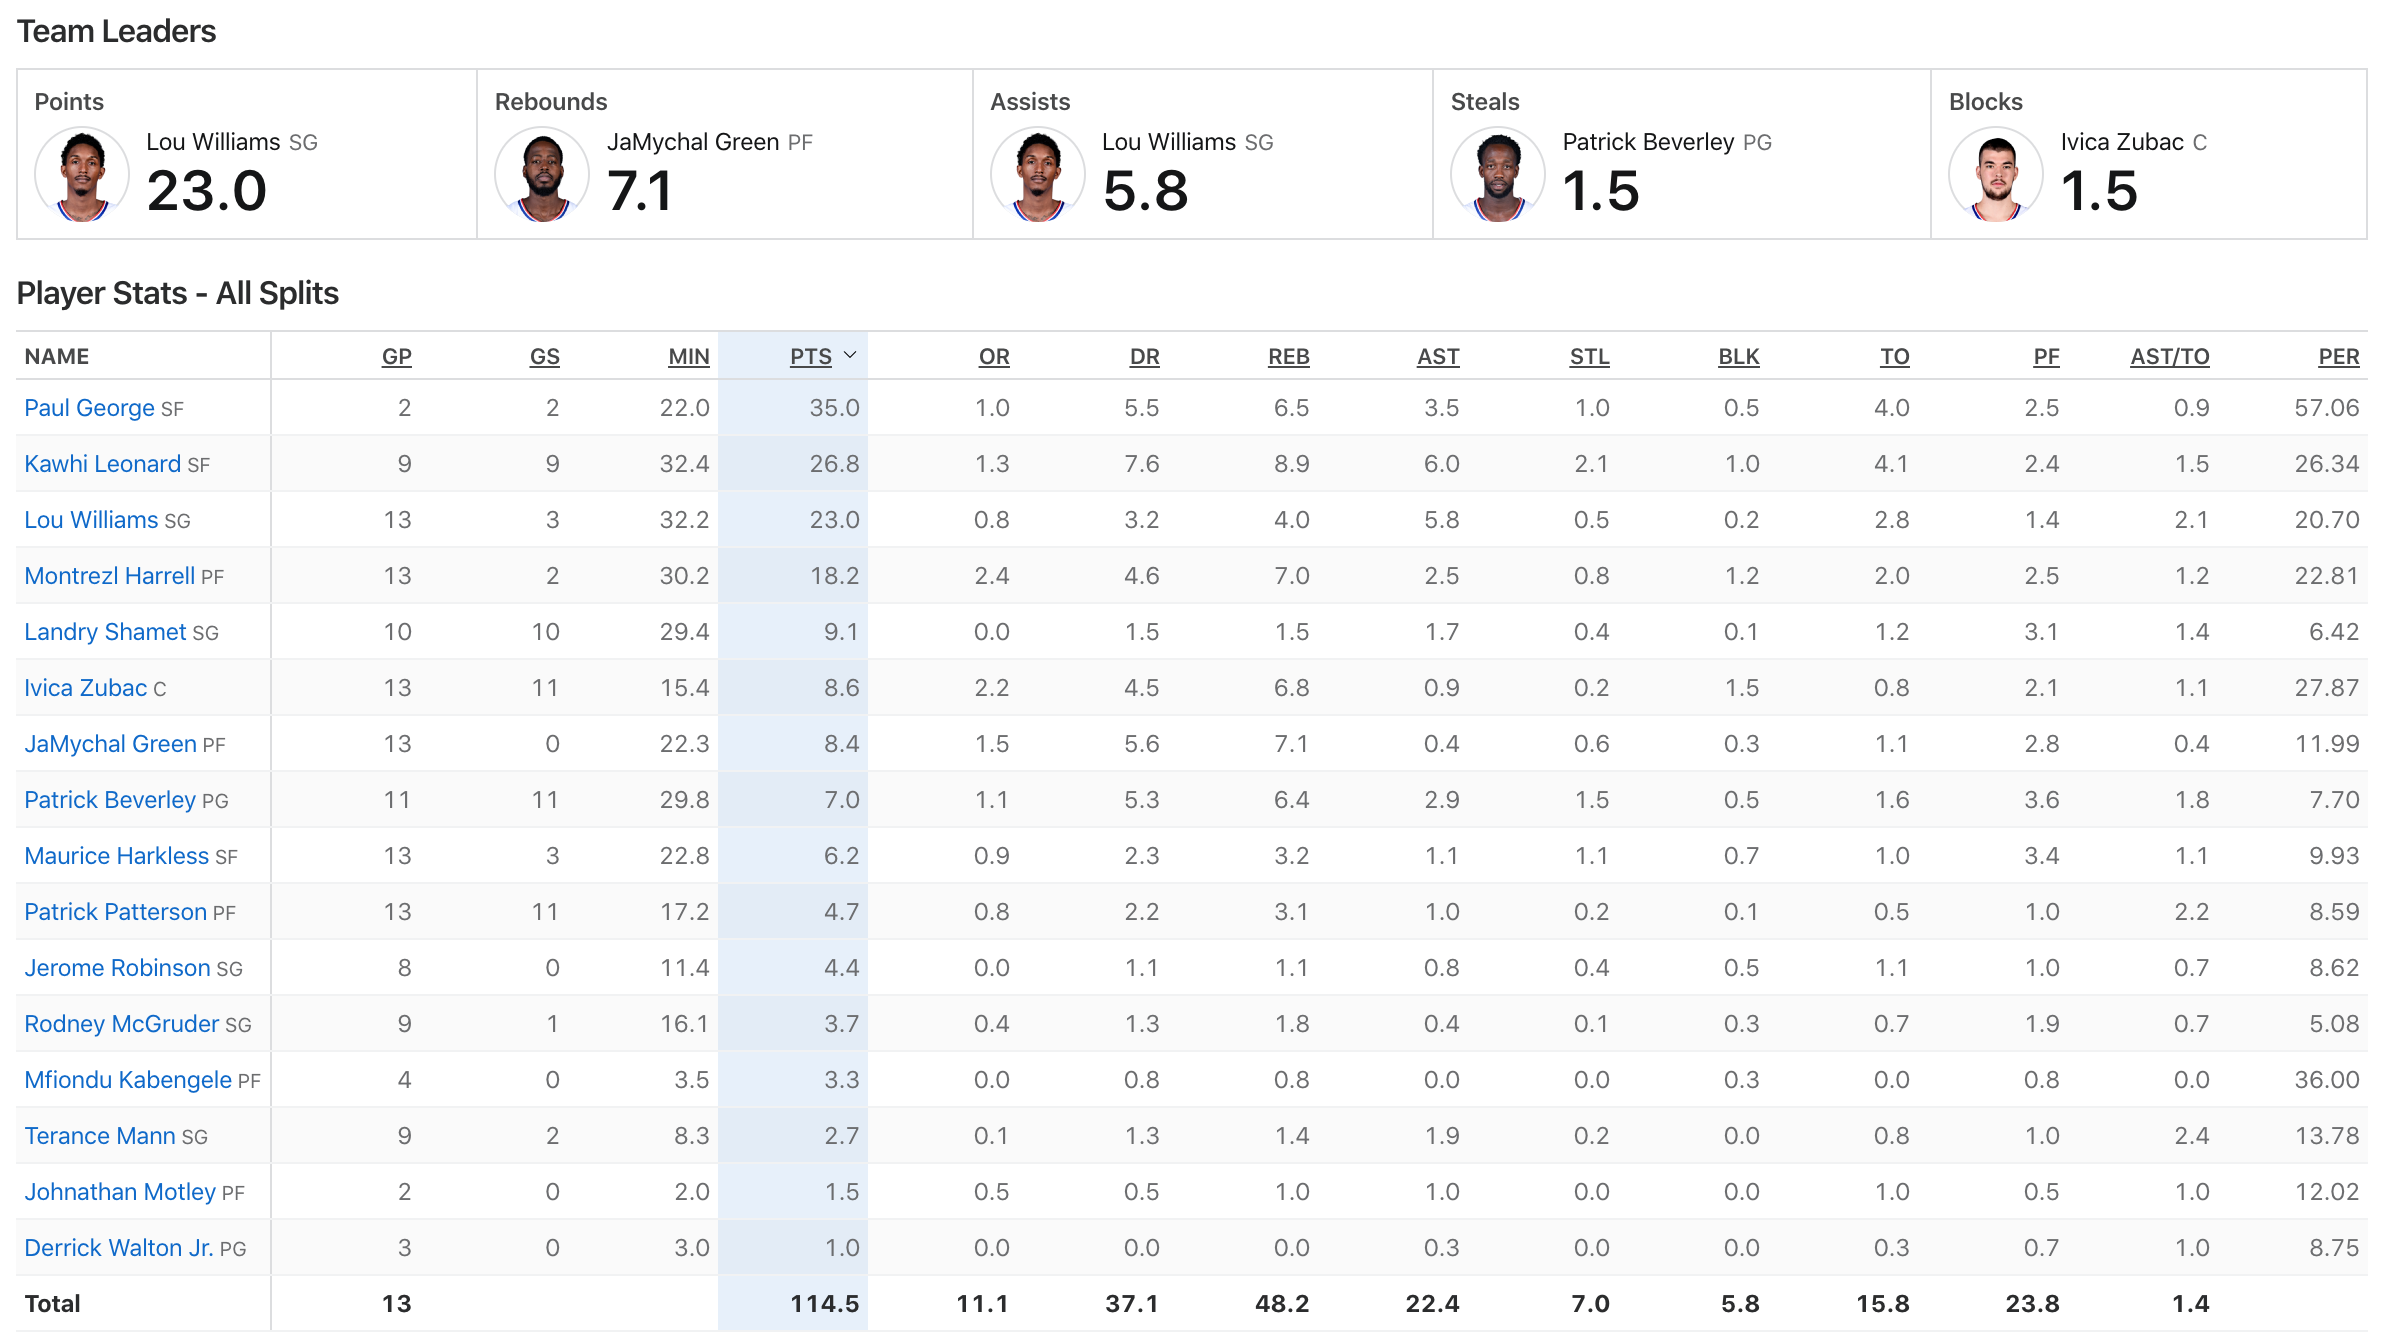 Team Leaders
Points Rebounds Assists Steals Blocks
Lou Williams SG JaMychal Green PF Lou Williams SG Patrick Beverley PG Ivica Zubac C
23.0 7.1 5.8 1.5 1.5
Player Stats - All Splits
NAME GP GS MIN PTS OR DR REB AST STL BLK TO PF AST/TO PER
Paul George SF 2 2 22.0 35.0 1.0 5.5 6.5 3.5 1.0 0.5 4.0 2.5 0.9 57.06
Kawhi Leonard SF 9 9 32.4 26.8 1.3 7.6 8.9 6.0 2.1 1.0 4.1 2.4 1.5 26.34
Lou Williams SG 13 3 32.2 23.0 0.8 3.2 4.0 5.8 0.5 0.2 2.8 1.4 2.1 20.70
Montrezl Harrell PF 13 2 30.2 18.2 2.4 4.6 7.0 2.5 0.8 1.2 2.0 2.5 1.2 22.81
Landry Shamet SG 10 10 29.4 9.1 0.0 1.5 1.5 1.7 0.4 0.1 1.2 3.1 1.4 6.42
Ivica Zubac C 13 11 15.4 8.6 2.2 4.5 6.8 0.9 0.2 1.5 0.8 2.1 1.1 27.87
JaMychal Green PF 13 0 22.3 8.4 1.5 5.6 7.1 0.4 0.6 0.3 1.1 2.8 0.4 11.99
Patrick Beverley PG 11 11 29.8 7.0 1.1 5.3 6.4 2.9 1.5 0.5 1.6 3.6 1.8 7.70
Maurice Harkless SF 13 3 22.8 6.2 0.9 2.3 3.2 1.1 1.1 0.7 1.0 3.4 1.1 9.93
Patrick Patterson PF 13 11 17.2 4.7 0.8 2.2 3.1 1.0 0.2 0.1 0.5 1.0 2.2 8.59
Jerome Robinson SG 8 0 11.4 4.4 0.0 1.1 1.1 0.8 0.4 0.5 1.1 1.0 0.7 8.62
Rodney McGruder SG 9 1 16.1 3.7 0.4 1.3 1.8 0.4 0.1 0.3 0.7 1.9 0.7 5.08
Mfiondu Kabengele PF 4 0 3.5 3.3 0.0 0.8 0.8 0.0 0.0 0.3 0.0 0.8 0.0 36.00
Terance Mann SG 9 2 8.3 2.7 0.1 1.3 1.4 1.9 0.2 0.0 0.8 1.0 2.4 13.78
Johnathan Motley PF 2 0 2.0 1.5 0.5 0.5 1.0 1.0 0.0 0.0 1.0 0.5 1.0 12.02
Derrick Walton Jr. PG 3 0 3.0 1.0 0.0 0.0 0.0 0.3 0.0 0.0 0.3 0.7 1.0 8.75
Total 13 114.5 11.1 37.1 48.2 22.4 7.0 5.8 15.8 23.8 1.4